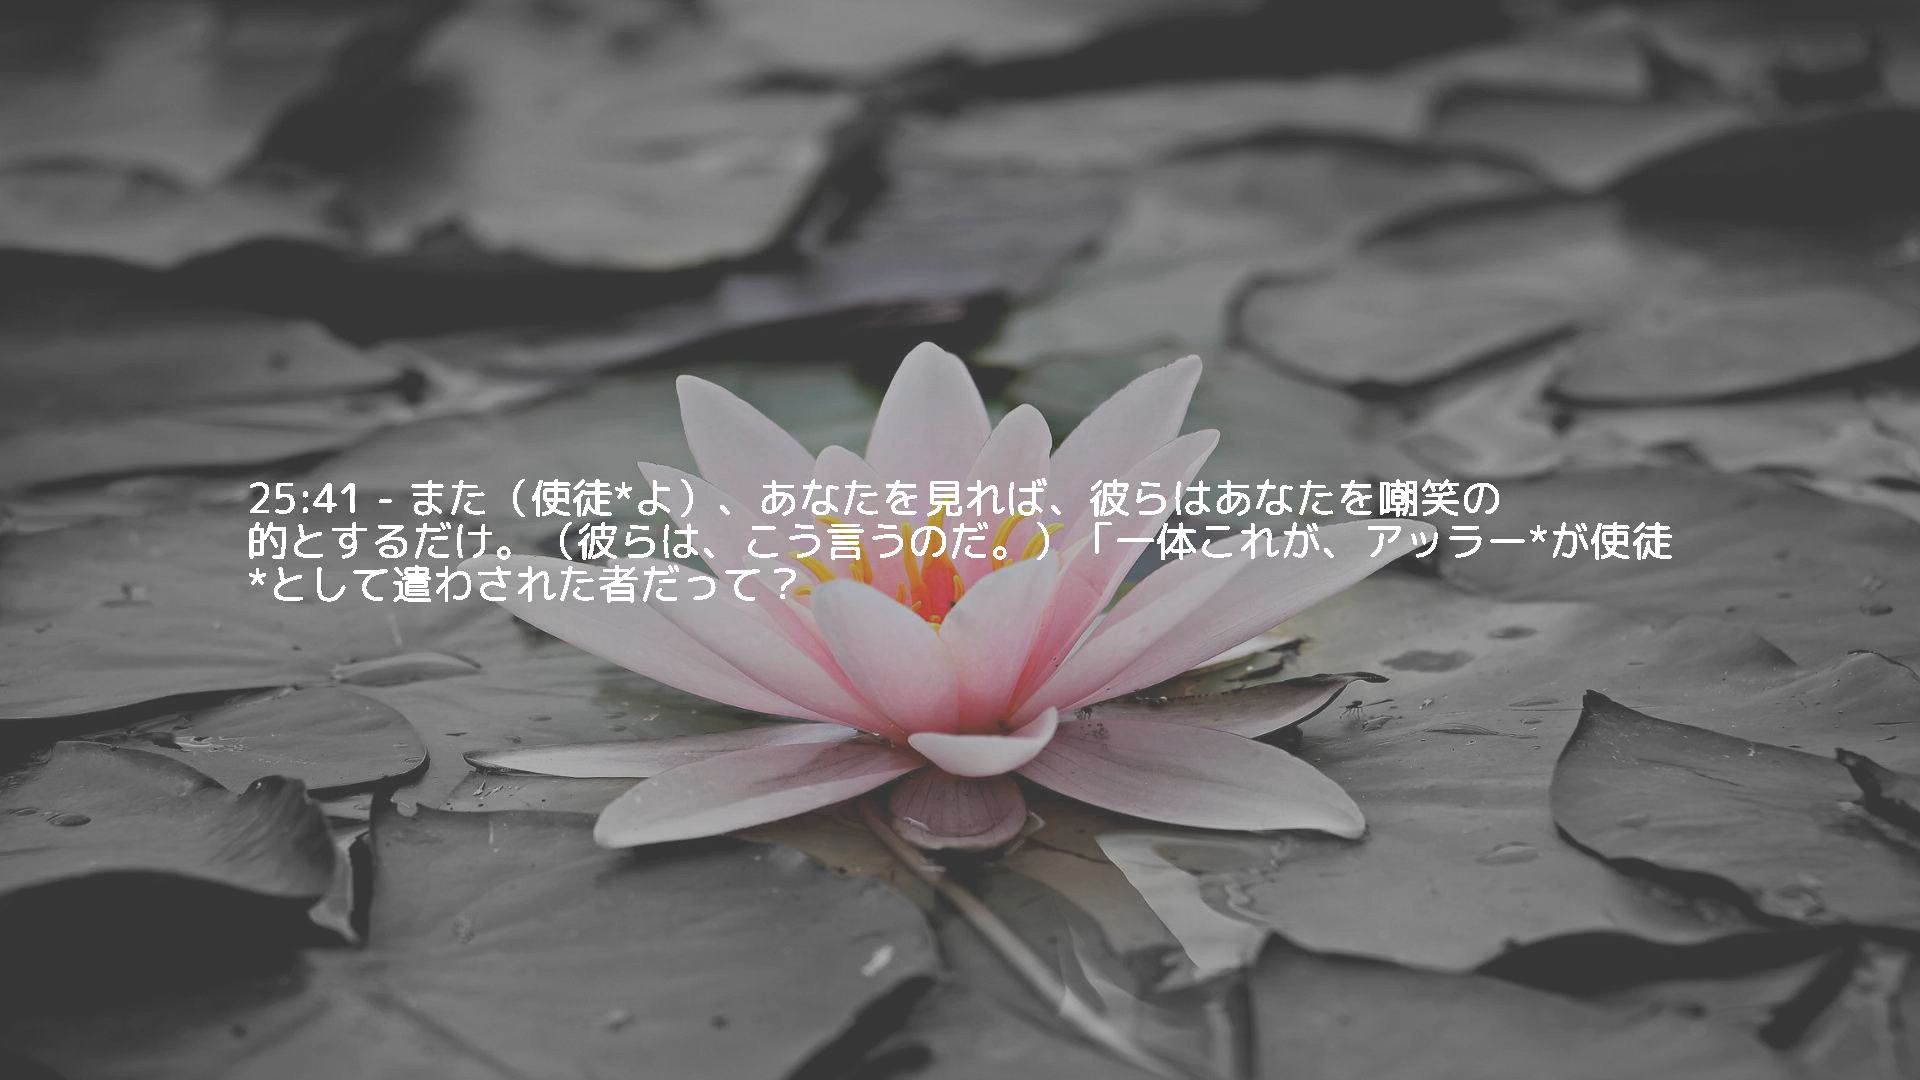 25:41 - また（使徒*よ）、あなたを見れば、彼らはあなたを嘲笑の
的とするだけ。（彼らは、こう言うのだ。）「一体これが、アッラー*が使徒
*として遣わされた者だって？